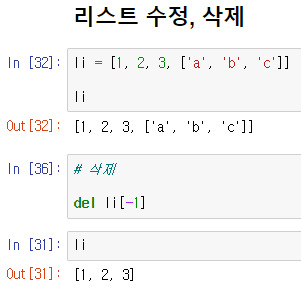 리스트 수정, 삭제
In [32]: li = [1, 2, 3, ['a', 'b', 'c']]
li
Out[32]: [1, 2, 3, ['a', 'b', 'c']]
In [36]: # 삭제
del li[-1]
In [31]: li
Out[31]: [1, 2, 3]